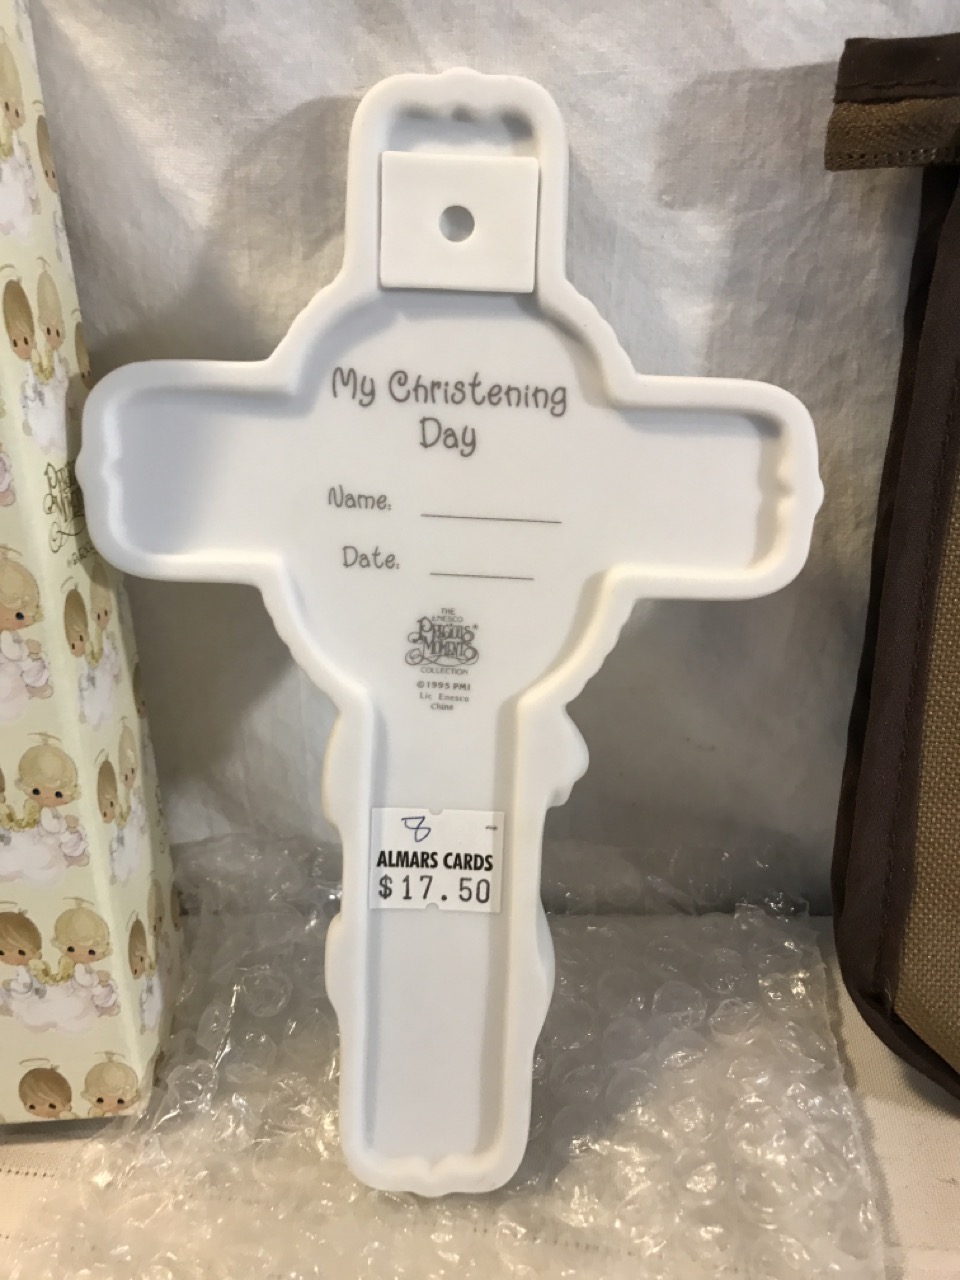 My Christening
Day
Name:
Date:
THE
ENESCO
PRECIOUS®
MOMENTS
COLLECTION
©1995 PMI
Lic Enesco
China
8
ALMARS CARDS
$17.50